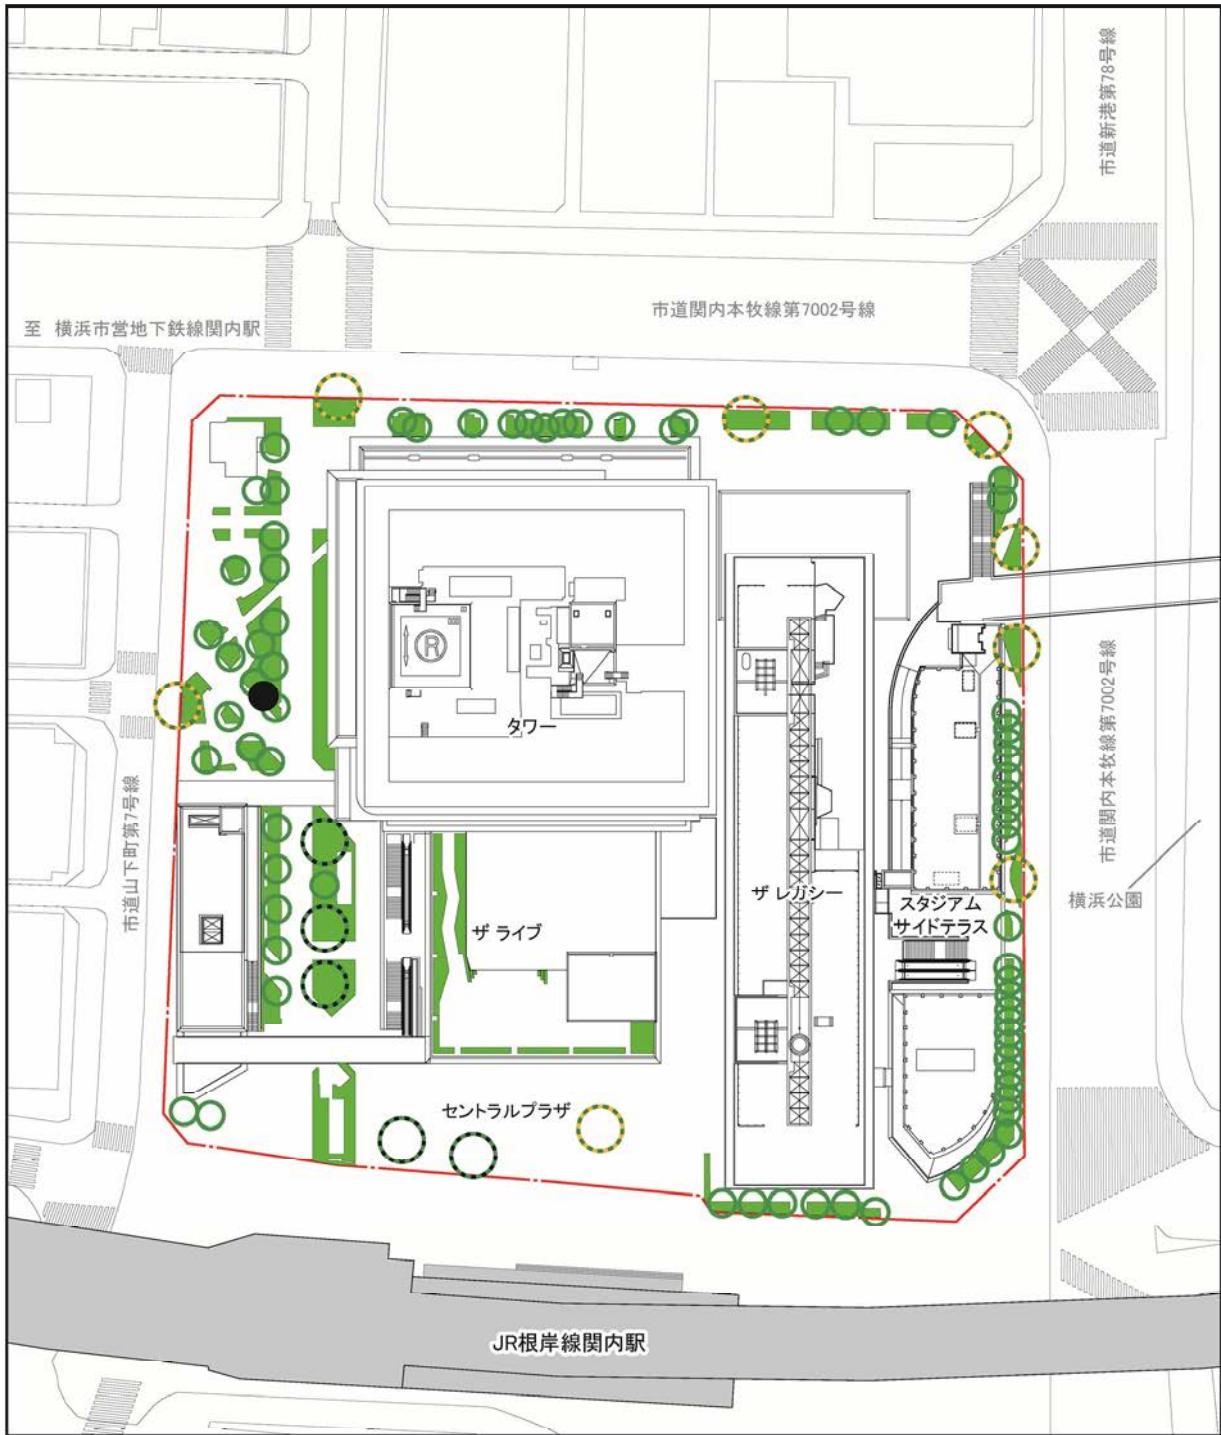 市道新港第78号線
市道関内本牧線第7002号線
至 横浜市営地下鉄線関内駅
R
タワー
市道関内本牧線第7002号線
市道山下町第7号線
ザ レガシー
スタジアム
サイドテラス
横浜公園
ザ ライブ
セントラルプラザ
JR根岸線関内駅